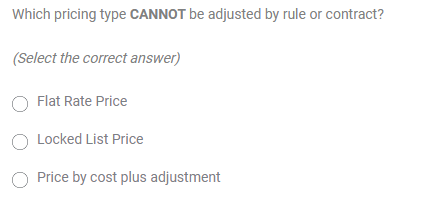 Which pricing type CANNOT be adjusted by rule or contract?
(Select the correct answer)
Flat Rate Price
Locked List Price
Price by cost plus adjustment